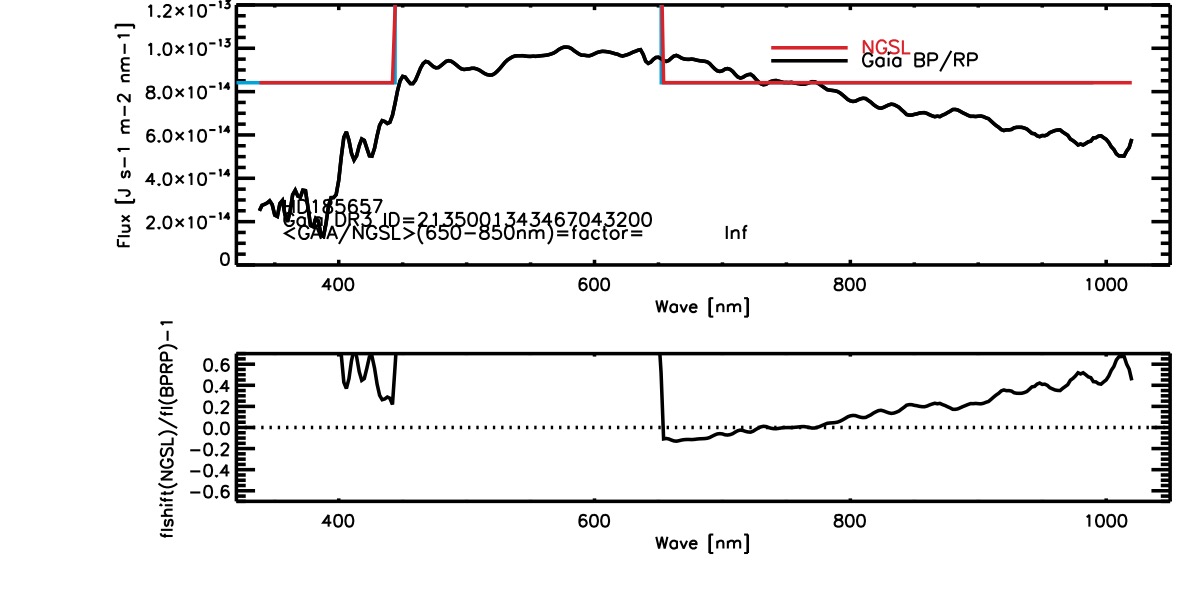 1.2×10⁻¹³
1.0×10⁻¹³
8.0×10⁻¹⁴
6.0×10⁻¹⁴
4.0×10⁻¹⁴
2.0×10⁻¹⁴
0
Flux [J s−1 m−2 nm−1]
NGSL
Gaia BP/RP
HD185657
Gaia DR3 ID=2135001343467043200
<GAIA/NGSL>(650−850nm)=factor= Inf
400 600 800 1000
Wave [nm]
flshift(NGSL)/fl(BPRP)−1
0.6
0.4
0.2
0.0
−0.2
−0.4
−0.6
400 600 800 1000
Wave [nm]